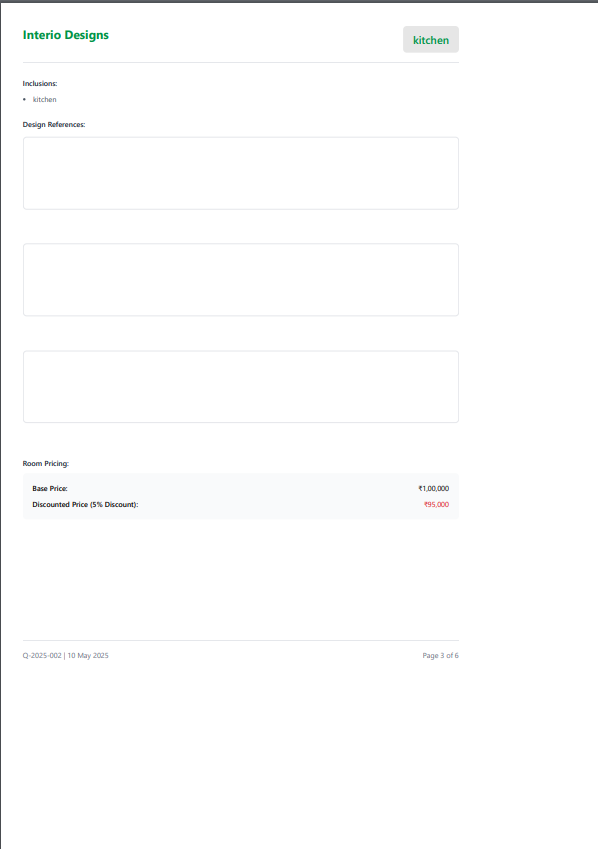 Interio Designs
kitchen
Inclusions:
• kitchen
Design References:
Room Pricing:
Base Price: ₹1,00,000
Discounted Price (5% Discount): ₹95,000
Q-2025-002 | 10 May 2025 Page 3 of 6